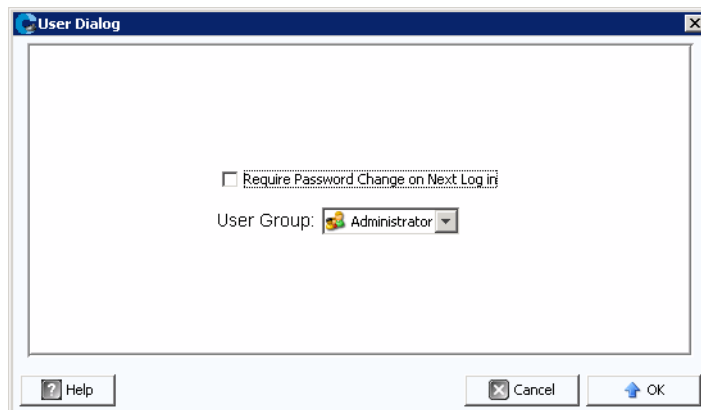 User Dialog
Require Password Change on Next Log in
User Group: Administrator
Help Cancel OK